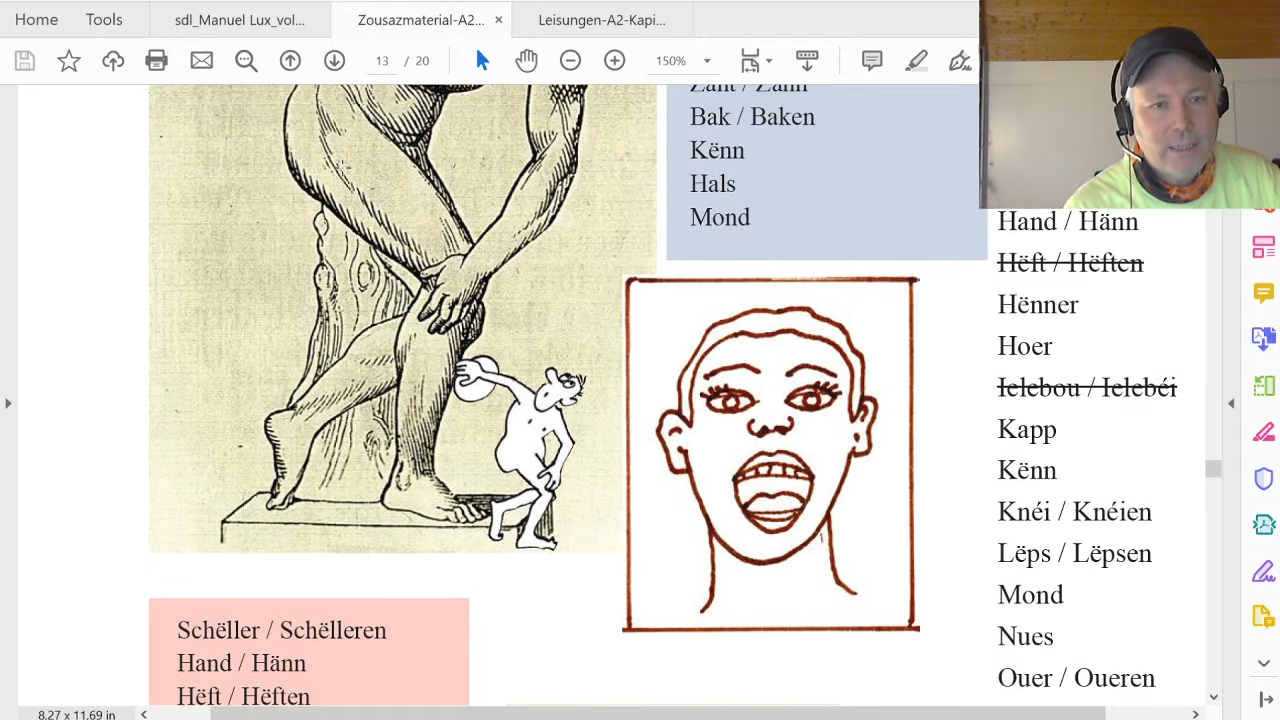 Home
Tools
sdl_Manuel Lux_vol...
Zousazmaterial-A2... ×
Leisungen-A2-Kapi...
13 / 20
150%
Zant / Zänn
Bak / Baken
Kënn
Hals
Mond
Hand / Hänn
Hëft / Hëften
Hënner
Hoer
Ielebou / Ielebéi
Kapp
Kënn
Knéi / Knéien
Lëps / Lëpsen
Mond
Nues
Ouer / Oueren
Schëller / Schëlleren
Hand / Hänn
Hëft / Hëften
8.27 x 11.69 in